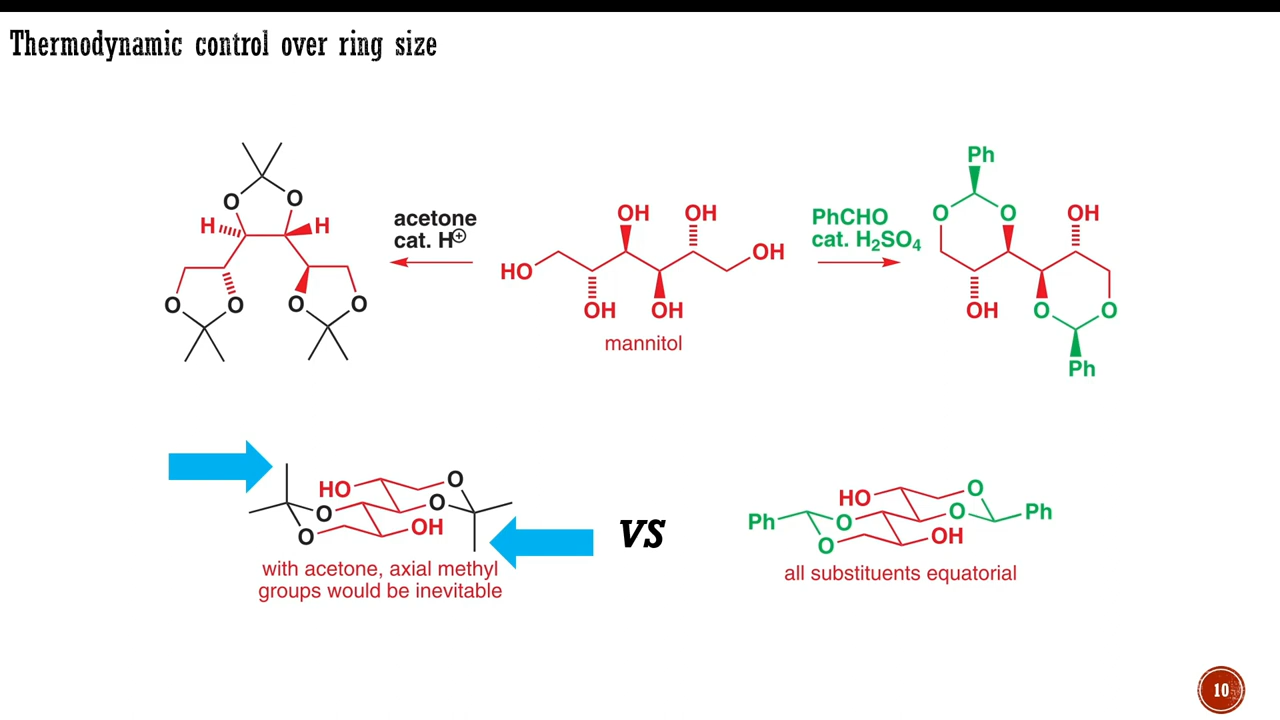 Thermodynamic control over ring size
O
O
H
H
O
O
O
O
acetone
cat. H⊕
HO
OH
OH
OH
OH
OH
mannitol
PhCHO
cat. H₂SO₄
Ph
O
O
OH
OH
O
O
Ph
HO
O
O
O
O
OH
with acetone, axial methyl
groups would be inevitable
VS
HO
O
Ph
O
O
Ph
O
OH
all substituents equatorial
10